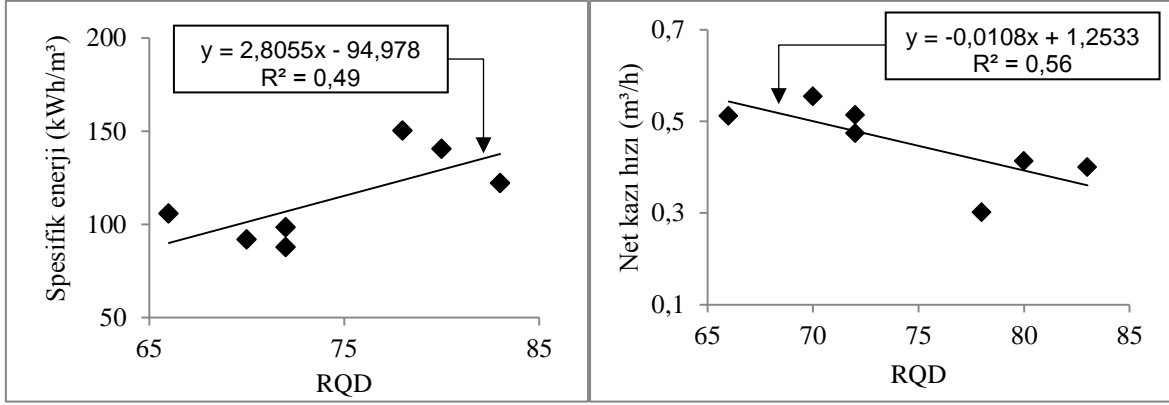 y = 2,8055x - 94,978
R² = 0,49
Spesifik enerji (kWh/m³)
200
150
100
50
65
75
85
RQD
y = -0,0108x + 1,2533
R² = 0,56
Net kazı hızı (m³/h)
0,7
0,5
0,3
0,1
65
70
75
80
85
RQD